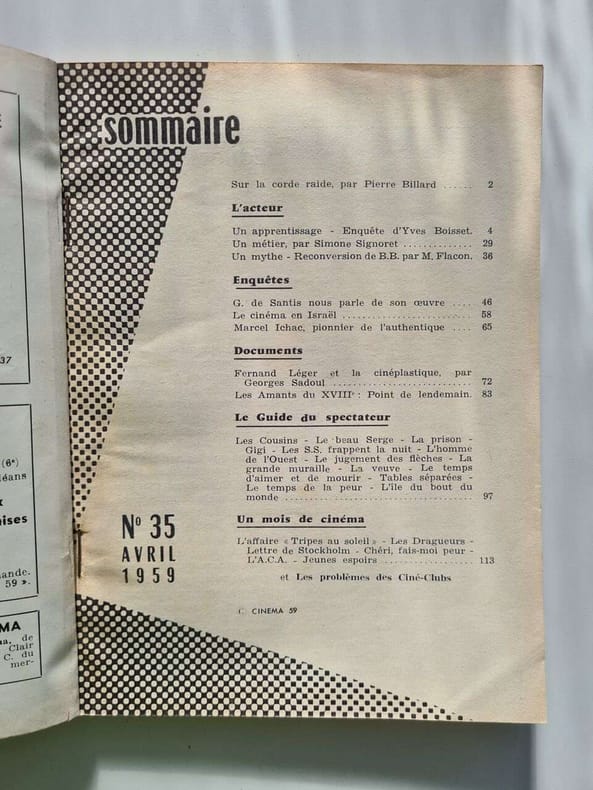 E
37
(6e)
léans
x
ises
ande.
59 ».
MA
de
Clair
C. du
mer-
sommaire
Sur la corde raide, par Pierre Billard ...... 2
L'acteur
Un apprentissage - Enquête d'Yves Boisset. 4
Un métier, par Simone Signoret .............. 29
Un mythe - Reconversion de B.B. par M. Flacon. 36
Enquêtes
G. de Santis nous parle de son œuvre .... 46
Le cinéma en Israël .......................... 58
Marcel Ichac, pionnier de l'authentique .... 65
Documents
Fernand Léger et la cinéplastique, par
Georges Sadoul ............................ 72
Les Amants du XVIIIe : Point de lendemain. 83
Le Guide du spectateur
Les Cousins - Le beau Serge - La prison -
Gigi - Les S.S. frappent la nuit - L'homme
de l'Ouest - Le jugement des flèches - La
grande muraille - La veuve - Le temps
d'aimer et de mourir - Tables séparées -
Le temps de la peur - L'île du bout du
monde ...................................... 97
Un mois de cinéma
L'affaire « Tripes au soleil » - Les Dragueurs -
Lettre de Stockholm - Chéri, fais-moi peur -
L'A.C.A. - Jeunes espoirs .................. 113
et Les problèmes des Ciné-Clubs
No 35
AVRIL
1959
C. CINEMA 59